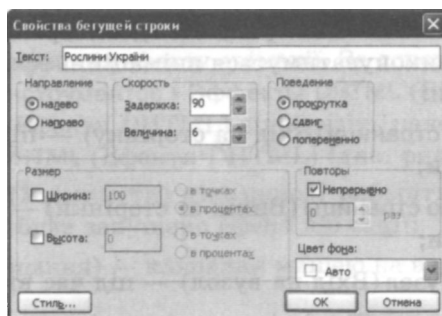 Свойства бегущей строки
Текст: Рослини України
Направление
налево
направо
Скорость
Задержка: 90
Величина: 6
Поведение
прокрутка
сдвиг
попеременно
Размер
Ширина: 100
в точках
в процентах
Высота: 0
в точках
в процентах
Повторы
Непрерывно
0 раз
Цвет фона:
Авто
Стиль...
OK
Отмена